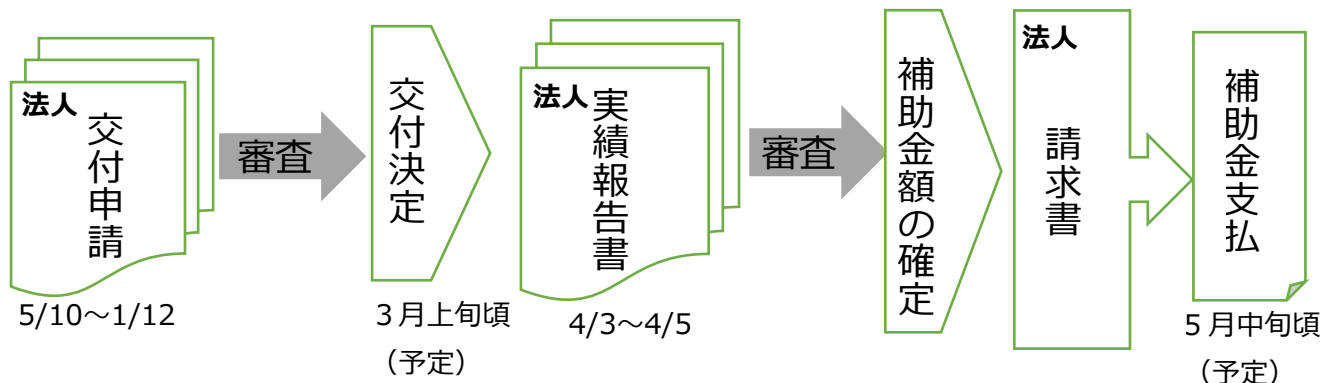 法人
交付申請
5/10～1/12
審査
交付決定
３月上旬頃
（予定）
法人
実績報告書
4/3～4/5
審査
補助金額の確定
法人
請求書
補助金支払
５月中旬頃
（予定）